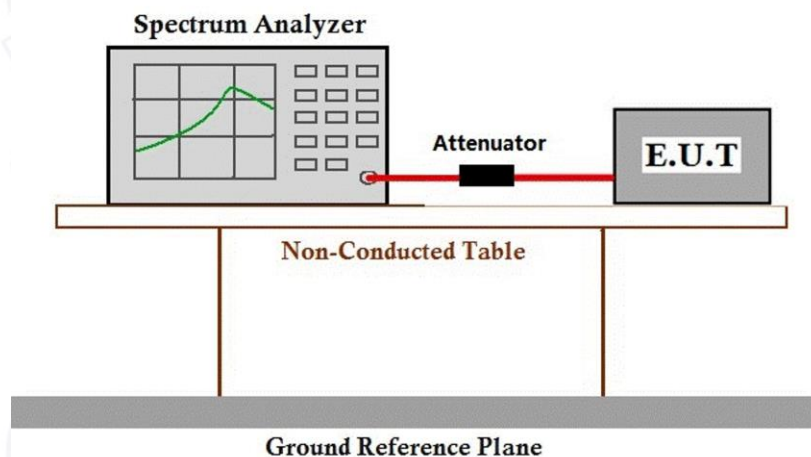 Spectrum Analyzer
Attenuator
E.U.T
Non-Conducted Table
Ground Reference Plane